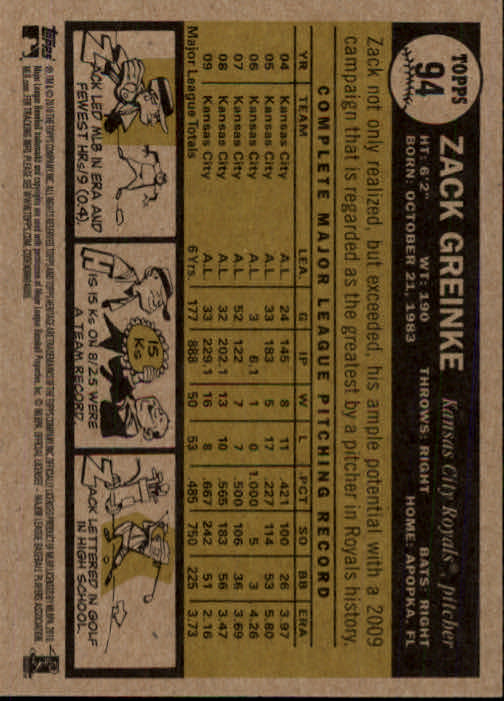 TOPPS
94
ZACK GREINKE Kansas City Royals®, pitcher
HT: 6'2" WT: 190 THROWS: RIGHT BATS: RIGHT
BORN: OCTOBER 21, 1983 HOME: APOPKA, FL
Zack not only realized, but exceeded, his ample potential with a 2009
campaign that is regarded as the greatest by a pitcher in Royals history.
COMPLETE MAJOR LEAGUE PITCHING RECORD
YR TEAM LEA. G IP W L PCT SO BB ERA
04 Kansas City A.L. 24 145 8 11 .421 100 26 3.97
05 Kansas City A.L. 33 183 5 17 .227 114 53 5.80
06 Kansas City A.L. 3 6.1 1 0 1.000 5 3 4.26
07 Kansas City A.L. 52 122 7 7 .500 106 36 3.69
08 Kansas City A.L. 32 202.1 13 10 .565 183 56 3.47
09 Kansas City A.L. 33 229.1 16 8 .667 242 51 2.16
Major League Totals 6 Yrs. 177 888 50 53 .485 750 225 3.73
ZACK LED MLB IN ERA AND
FEWEST HRs/9 (0.4).
15
Ks
HIS 15 Ks ON 8/25 WERE
A TEAM RECORD.
ZACK LETTERED
IN GOLF
IN HIGH SCHOOL.
Topps